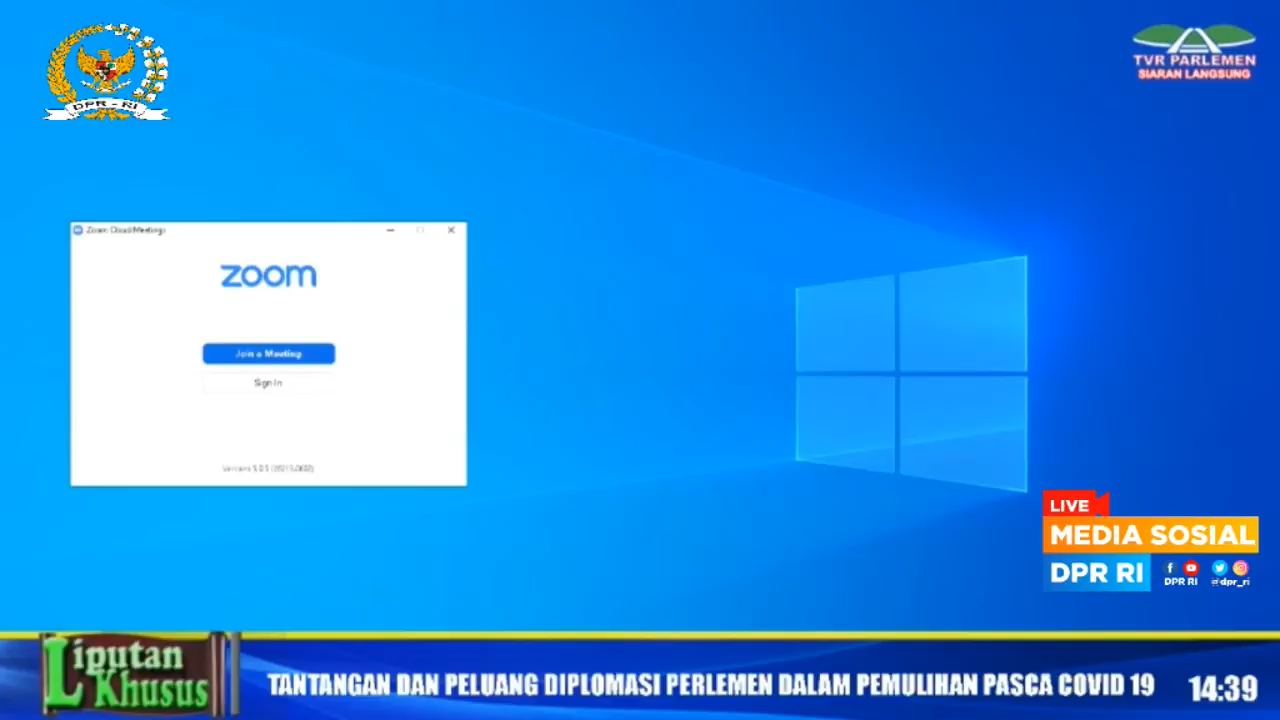 DPR - RI
TVR PARLEMEN
SIARAN LANGSUNG
Zoom Cloud Meetings
zoom
Join a Meeting
Sign In
LIVE
MEDIA SOSIAL
DPR RI
DPR RI
@dpr_ri
Liputan
Khusus
TANTANGAN DAN PELUANG DIPLOMASI PERLEMEN DALAM PEMULIHAN PASCA COVID 19
14:39